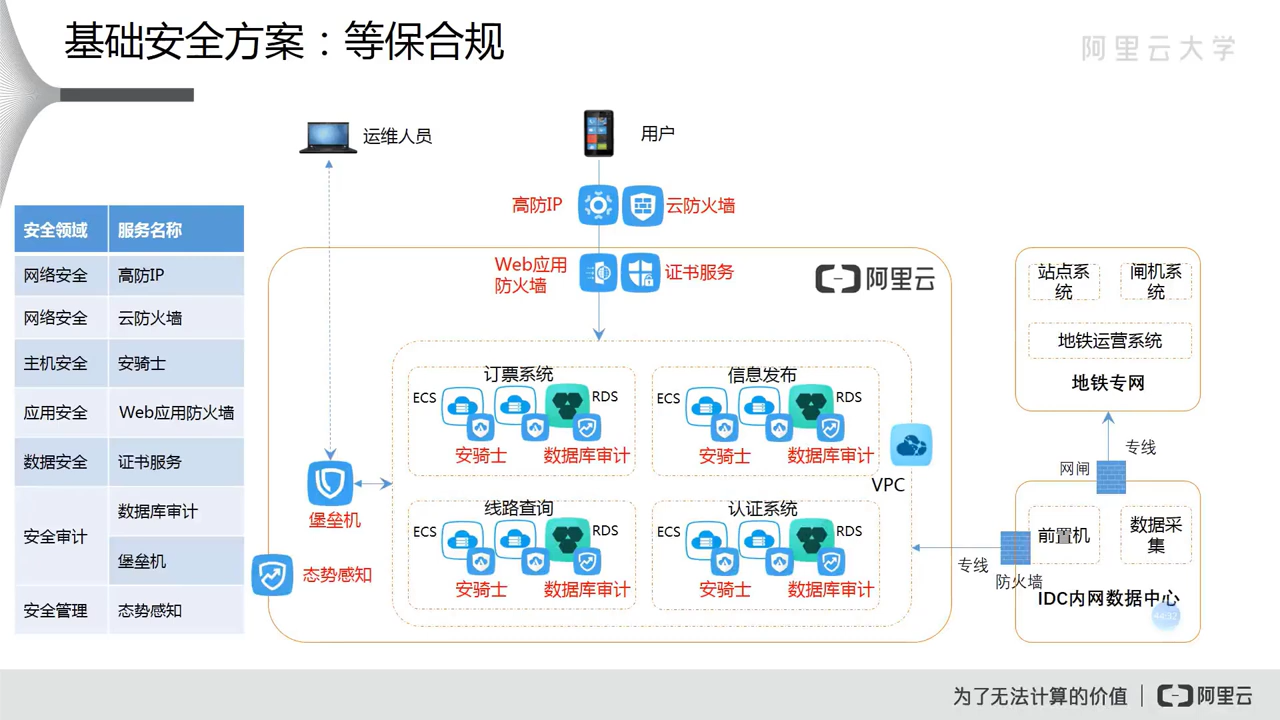 基础安全方案：等保合规
阿里云大学
运维人员
用户
高防IP
云防火墙
安全领域 服务名称
网络安全 高防IP
网络安全 云防火墙
主机安全 安骑士
应用安全 Web应用防火墙
数据安全 证书服务
安全审计 数据库审计
堡垒机
安全管理 态势感知
Web应用
防火墙
证书服务
阿里云
订票系统
ECS
RDS
安骑士
数据库审计
信息发布
ECS
RDS
安骑士
数据库审计
线路查询
ECS
RDS
安骑士
数据库审计
认证系统
ECS
RDS
安骑士
数据库审计
VPC
堡垒机
态势感知
站点系
统
闸机系
统
地铁运营系统
地铁专网
专线
网闸
前置机
数据采
集
专线
防火墙
IDC内网数据中心
44:37
为了无法计算的价值
阿里云